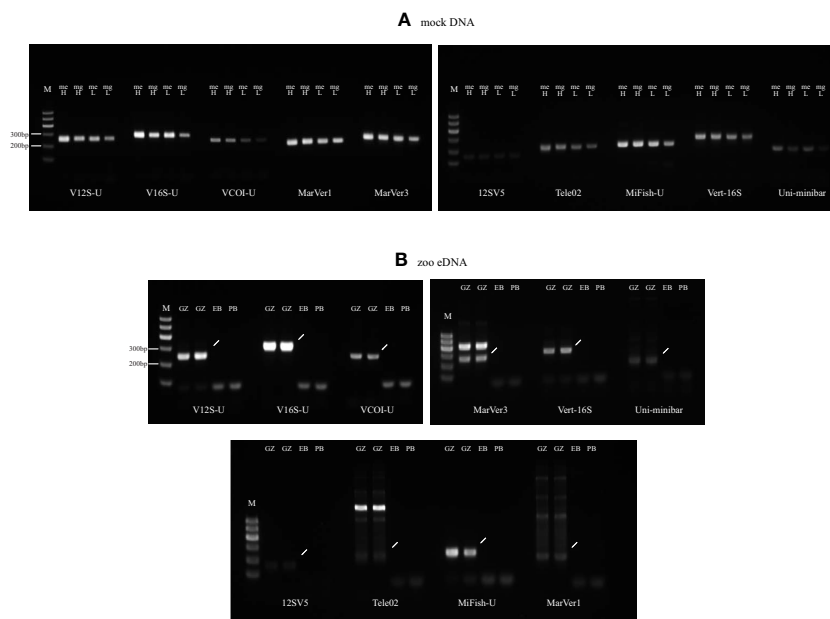 A mock DNA
M me H mg H me L mg L me H mg H me L mg L me H mg H me L mg L me H mg H me L mg L me H mg H me L mg L
300bp
200bp
V12S-U V16S-U VCOI-U MarVer1 MarVer3
M me H mg H me L mg L me H mg H me L mg L me H mg H me L mg L me H mg H me L mg L me H mg H me L mg L
12SV5 Tele02 MiFish-U Vert-16S Uni-minibar
B zoo eDNA
M GZ GZ EB PB GZ GZ EB PB GZ GZ EB PB
300bp
200bp
V12S-U V16S-U VCOI-U
GZ GZ EB PB GZ GZ EB PB GZ GZ EB PB
M
MarVer3 Vert-16S Uni-minibar
GZ GZ EB PB GZ GZ EB PB GZ GZ EB PB GZ GZ EB PB
M
12SV5 Tele02 MiFish-U MarVer1